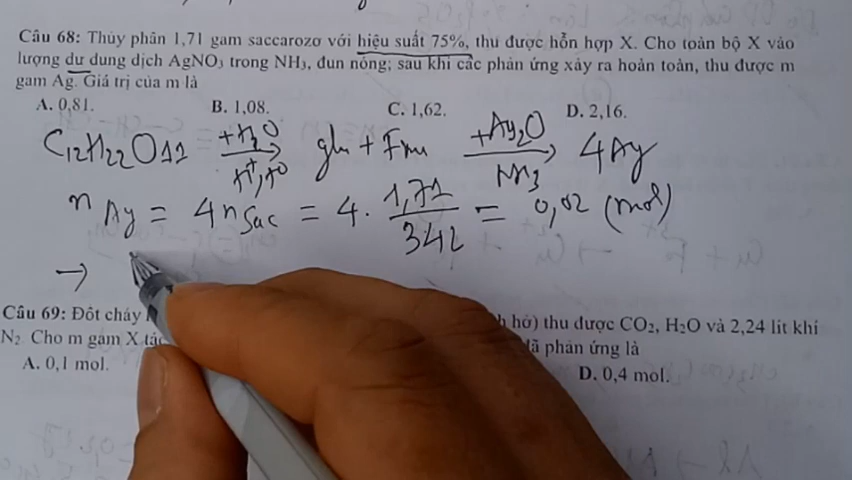 Câu 68: Thủy phân 1,71 gam saccarozơ với hiệu suất 75%, thu được hỗn hợp X. Cho toàn bộ X vào
lượng dư dung dịch AgNO3 trong NH3, đun nóng; sau khi các phản ứng xảy ra hoàn toàn, thu được m
gam Ag. Giá trị của m là
A. 0,81. B. 1,08. C. 1,62. D. 2,16.
C12H22O11 +H2O H+, t0 → glu + Fru +Ag2O NH3 → 4Ag
n Ag = 4 n Sac = 4. 1,71 / 342 = 0,02 (mol)
→
Câu 69: Đốt cháy hở) thu được CO2, H2O và 2,24 lít khí
N2. Cho m gam X tác đã phản ứng là
A. 0,1 mol. D. 0,4 mol.